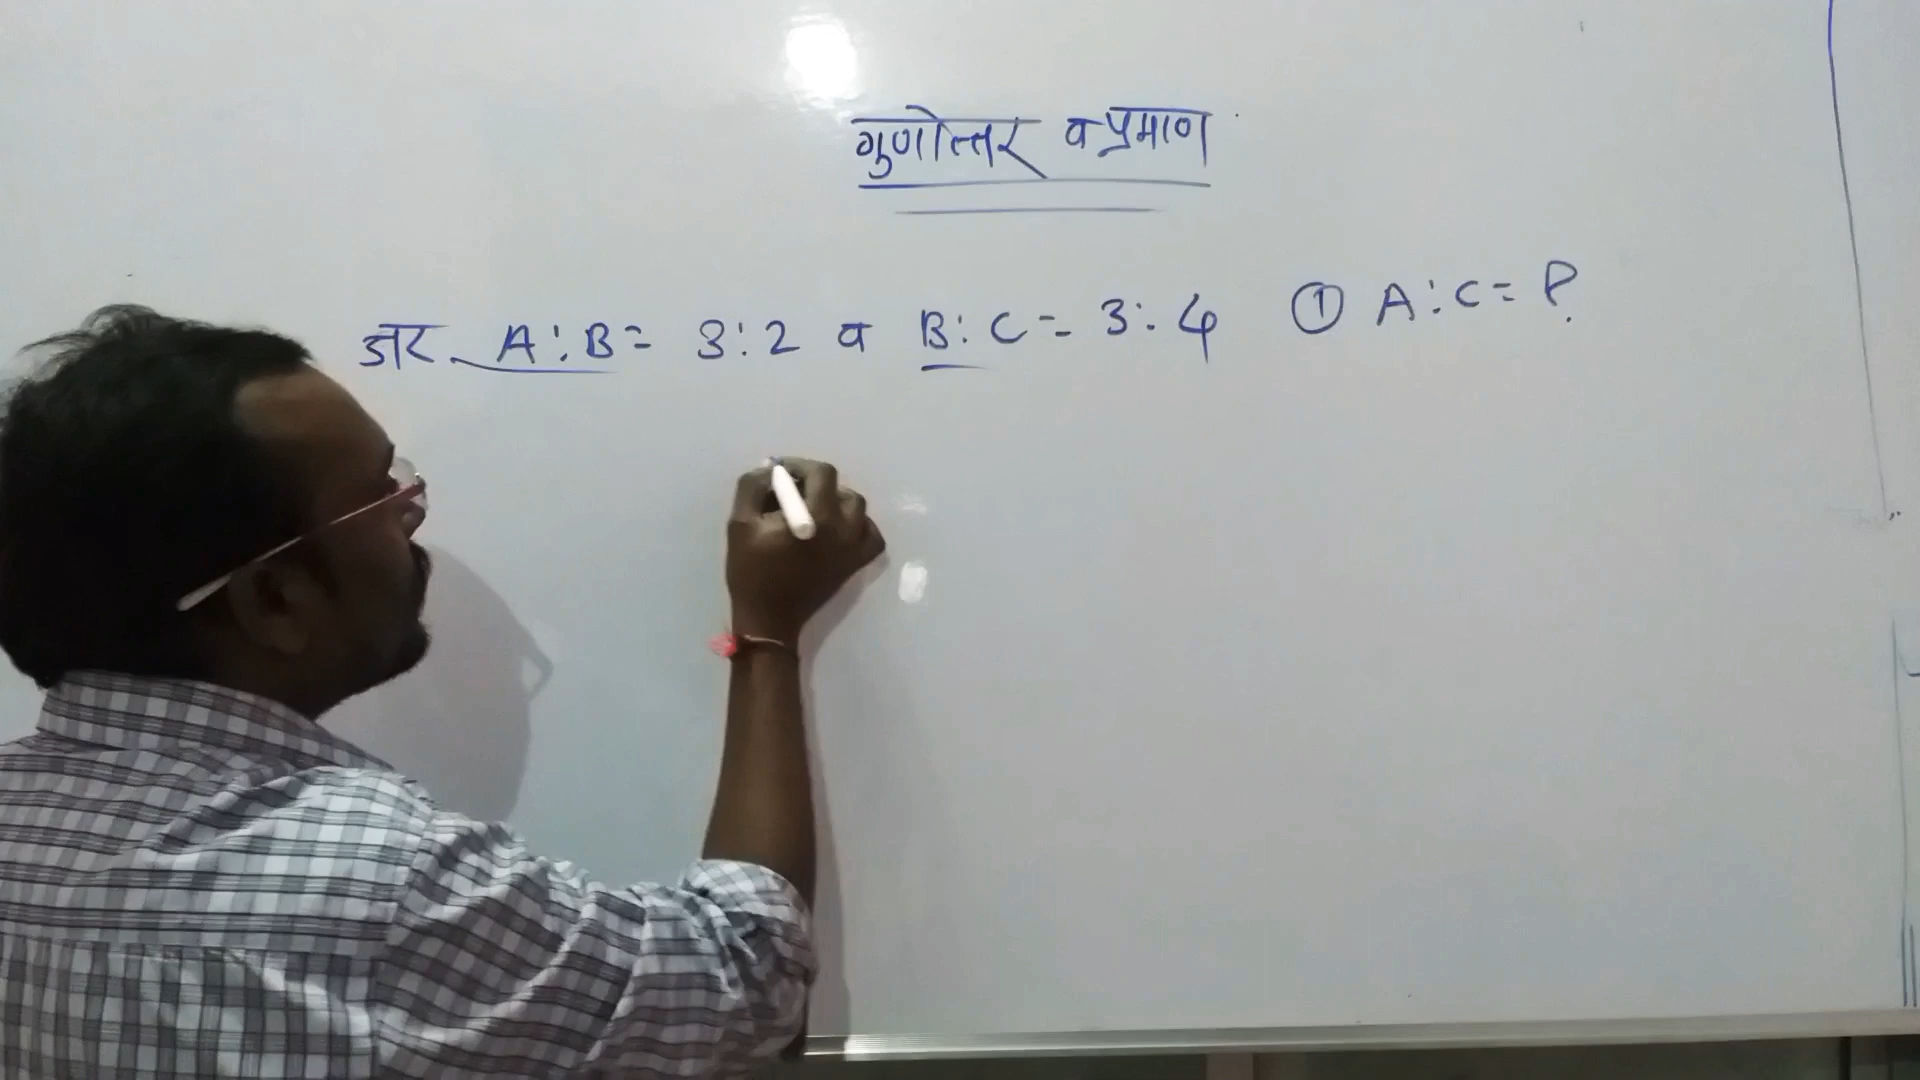 गुणोत्तर व प्रमाण
जर A:B= 3:2 व B:C= 3:4 ① A:C= ?